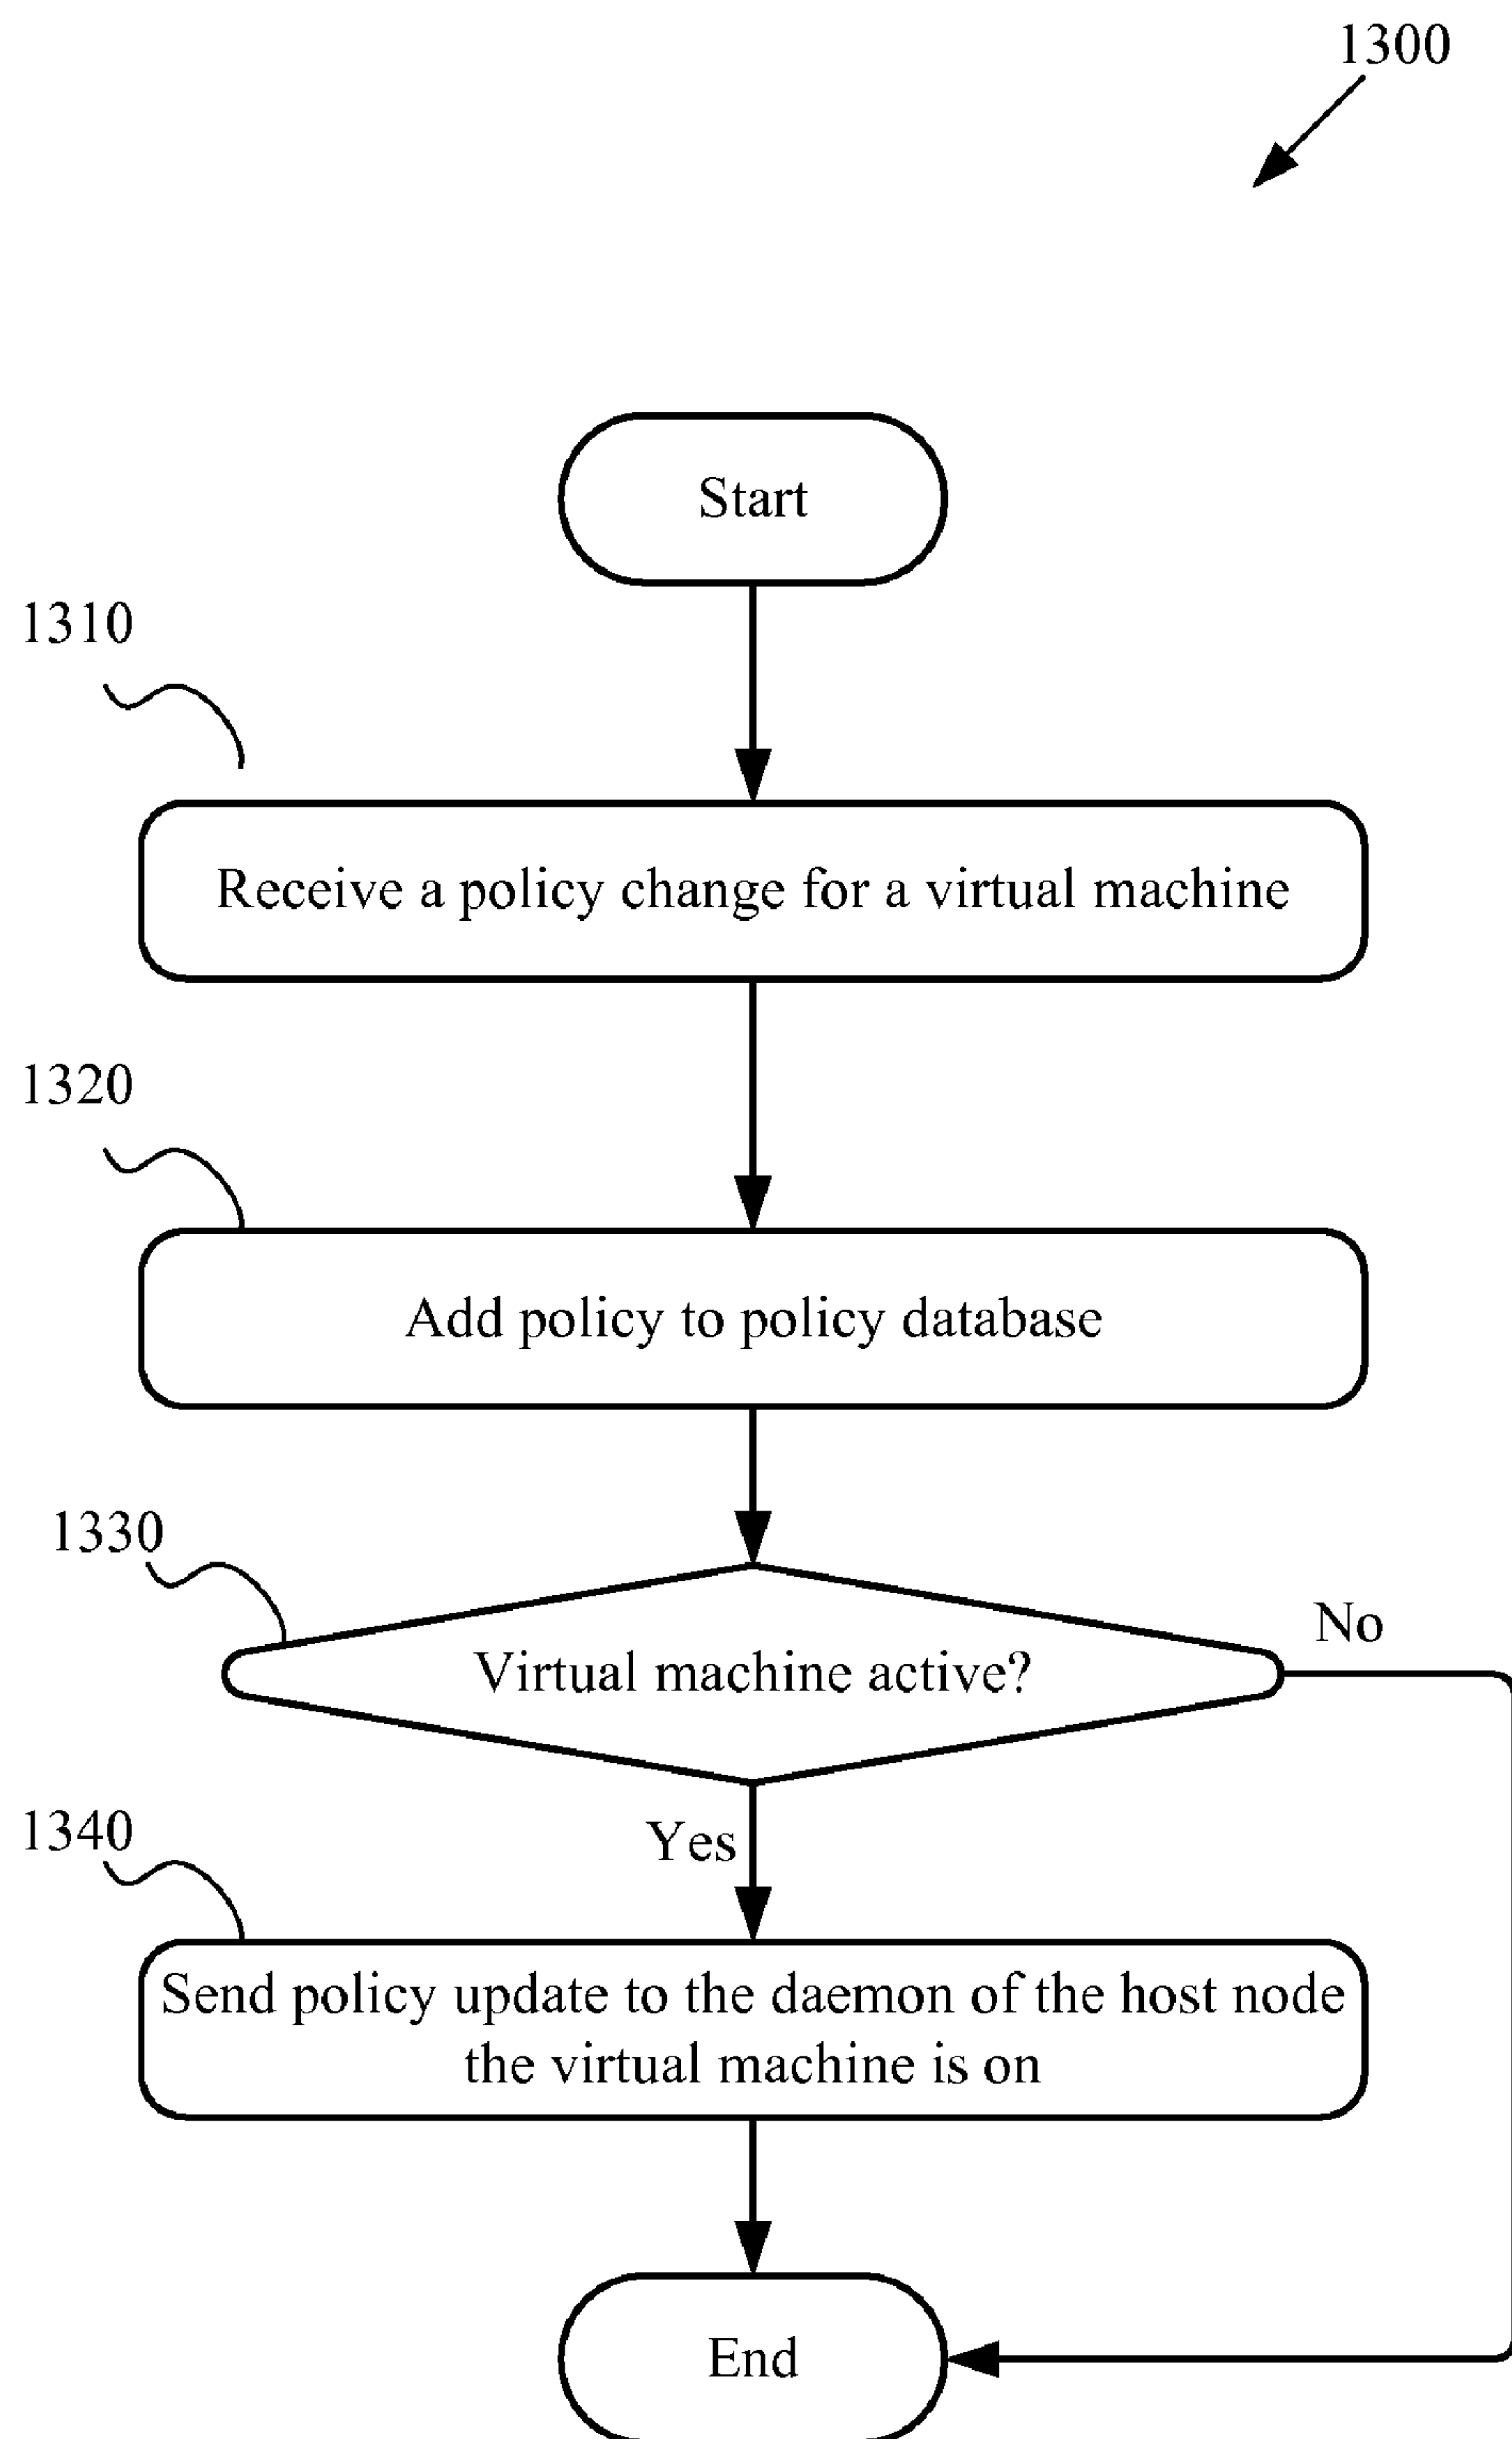 1300
Start
1310
Receive a policy change for a virtual machine
1320
Add policy to policy database
1330
Virtual machine active?
No
Yes
1340
Send policy update to the daemon of the host node
the virtual machine is on
End